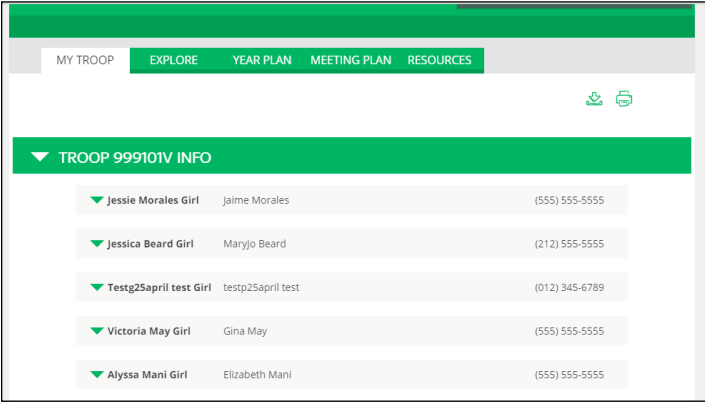 MY TROOP EXPLORE YEAR PLAN MEETING PLAN RESOURCES
TROOP 999101V INFO
Jessie Morales Girl Jaime Morales (555) 555-5555
Jessica Beard Girl Maryjo Beard (212) 555-5555
Testg25april test Girl testp25april test (012) 345-6789
Victoria May Girl Gina May (555) 555-5555
Alyssa Mani Girl Elizabeth Mani (555) 555-5555